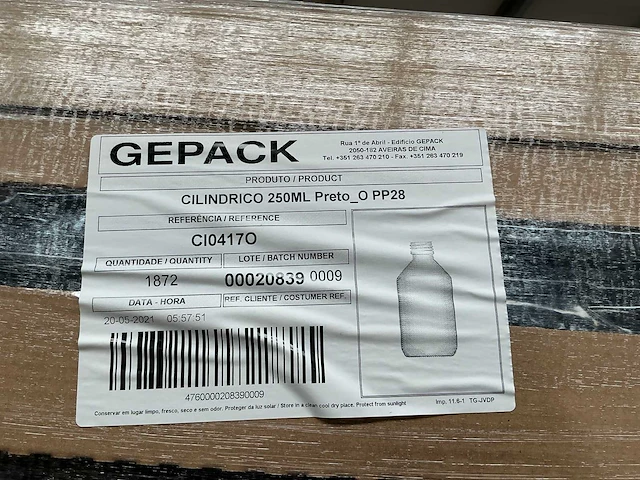 GEPACK
Rua 1º de Abril - Edificio GEPACK
2050-182 AVEIRAS DE CIMA
Tel. +351 263 470 210 - Fax. +351 263 470 219
PRODUTO / PRODUCT
CILINDRICO 250ML Preto_O PP28
REFERÊNCIA / REFERENCE
CI0417O
QUANTIDADE / QUANTITY
1872
LOTE / BATCH NUMBER
00020839 0009
DATA - HORA
20-05-2021 05:57:51
REF. CLIENTE / COSTUMER REF.
4760000208390009
Conservar em lugar limpo, fresco, seco e sem odor. Proteger da luz solar / Store in a clean cool dry place. Protect from sunlight
Imp. 11.6-1 TG-JVDP